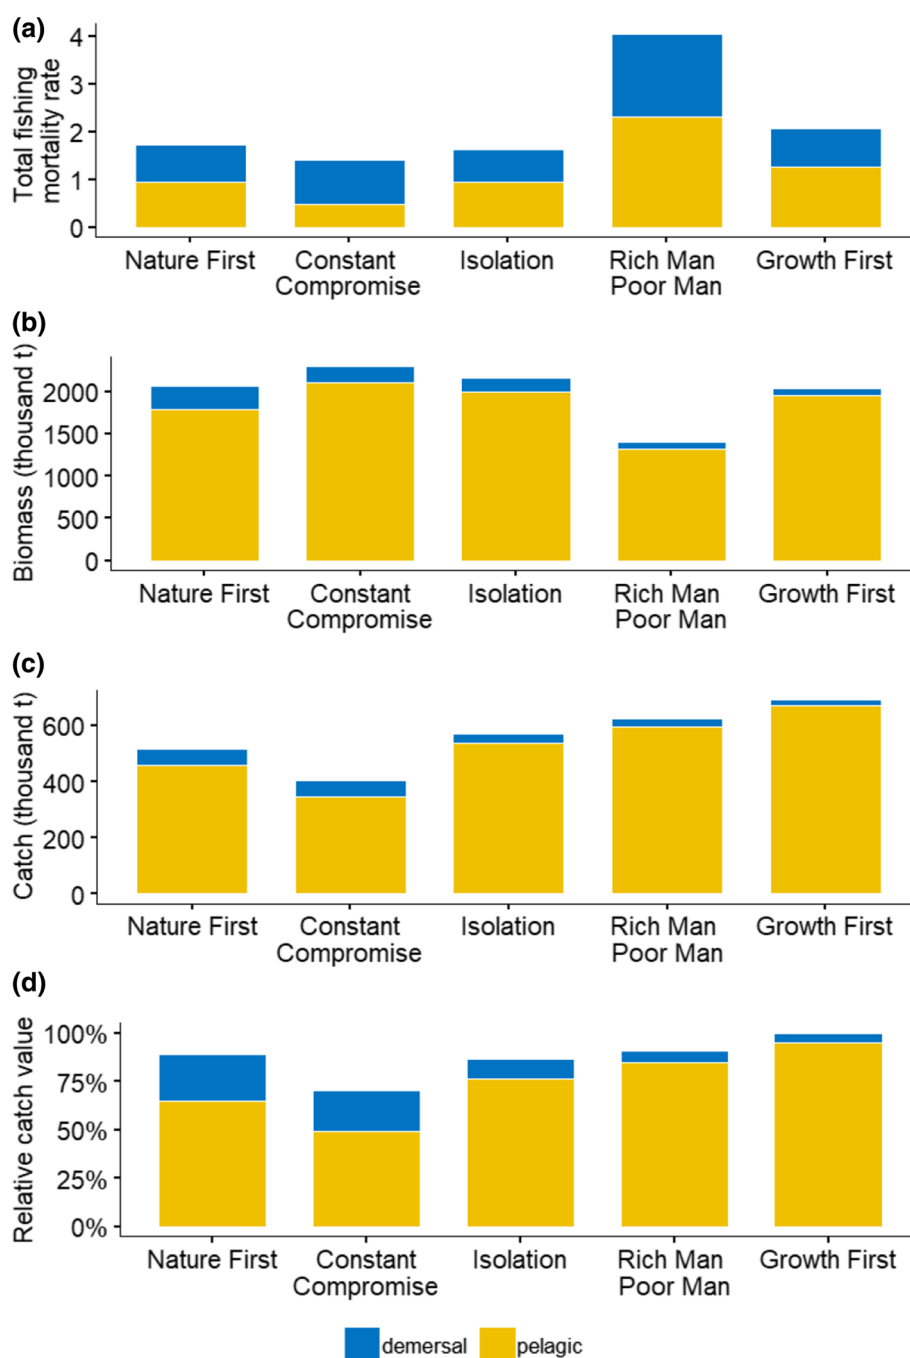 (a)
Total fishing
mortality rate
4
3
2
1
0
Nature First
Constant
Compromise
Isolation
Rich Man
Poor Man
Growth First
(b)
Biomass (thousand t)
2000
1500
1000
500
0
Nature First
Constant
Compromise
Isolation
Rich Man
Poor Man
Growth First
(c)
Catch (thousand t)
600
400
200
0
Nature First
Constant
Compromise
Isolation
Rich Man
Poor Man
Growth First
(d)
Relative catch value
100%
75%
50%
25%
0%
Nature First
Constant
Compromise
Isolation
Rich Man
Poor Man
Growth First
demersal pelagic